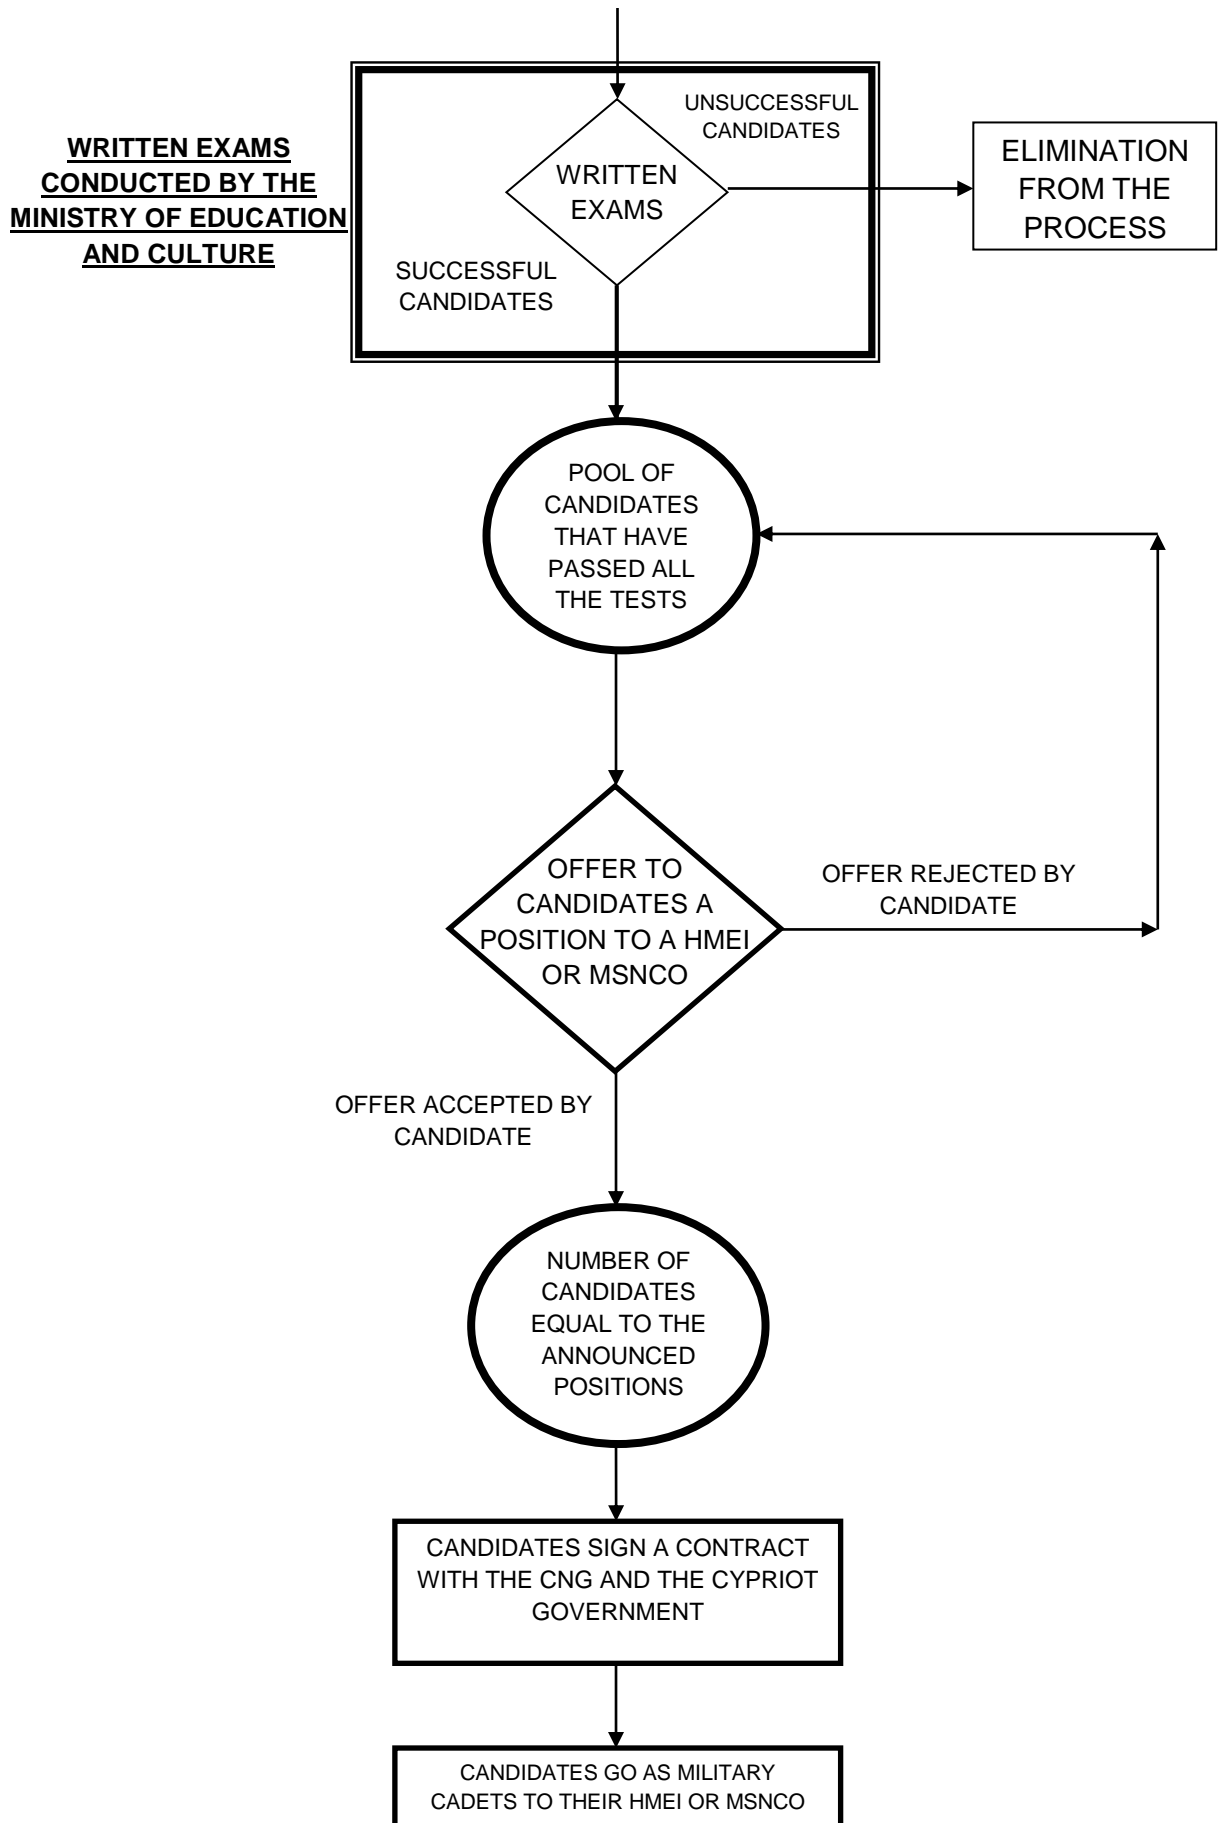 WRITTEN EXAMS
CONDUCTED BY THE
MINISTRY OF EDUCATION
AND CULTURE
UNSUCCESSFUL
CANDIDATES
WRITTEN
EXAMS
SUCCESSFUL
CANDIDATES
ELIMINATION
FROM THE
PROCESS
POOL OF
CANDIDATES
THAT HAVE
PASSED ALL
THE TESTS
OFFER TO
CANDIDATES A
POSITION TO A HMEI
OR MSNCO
OFFER REJECTED BY
CANDIDATE
OFFER ACCEPTED BY
CANDIDATE
NUMBER OF
CANDIDATES
EQUAL TO THE
ANNOUNCED
POSITIONS
CANDIDATES SIGN A CONTRACT
WITH THE CNG AND THE CYPRIOT
GOVERNMENT
CANDIDATES GO AS MILITARY
CADETS TO THEIR HMEI OR MSNCO